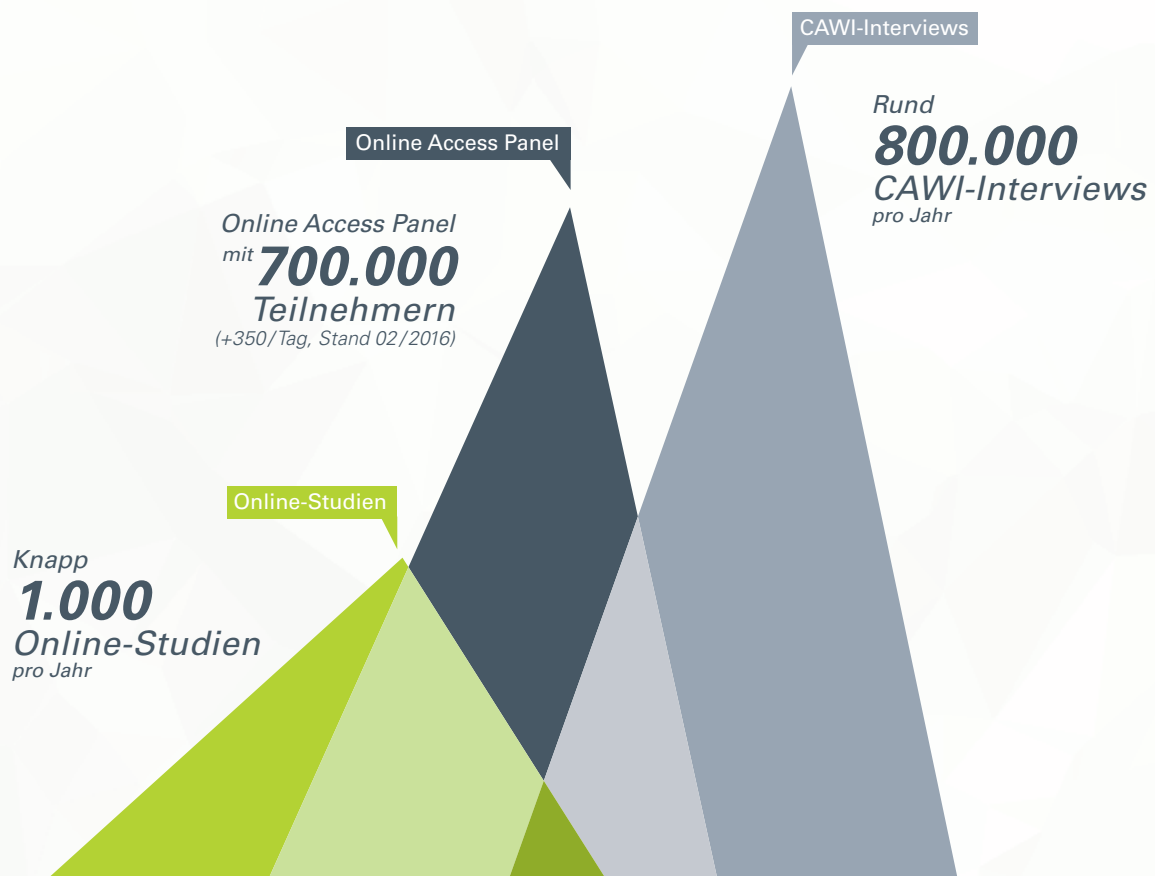 CAWI-Interviews
Rund
800.000
CAWI-Interviews
pro Jahr
Online Access Panel
Online Access Panel
mit 700.000
Teilnehmern
(+350/Tag, Stand 02/2016)
Online-Studien
Knapp
1.000
Online-Studien
pro Jahr